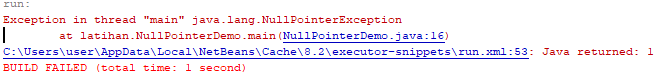 run:
Exception in thread "main" java.lang.NullPointerException
at latihan.NullPointerDemo.main(NullPointerDemo.java:16)
C:\Users\user\AppData\Local\NetBeans\Cache\8.2\executor-snippets\run.xml:53: Java returned: 1
BUILD FAILED (total time: 1 second)